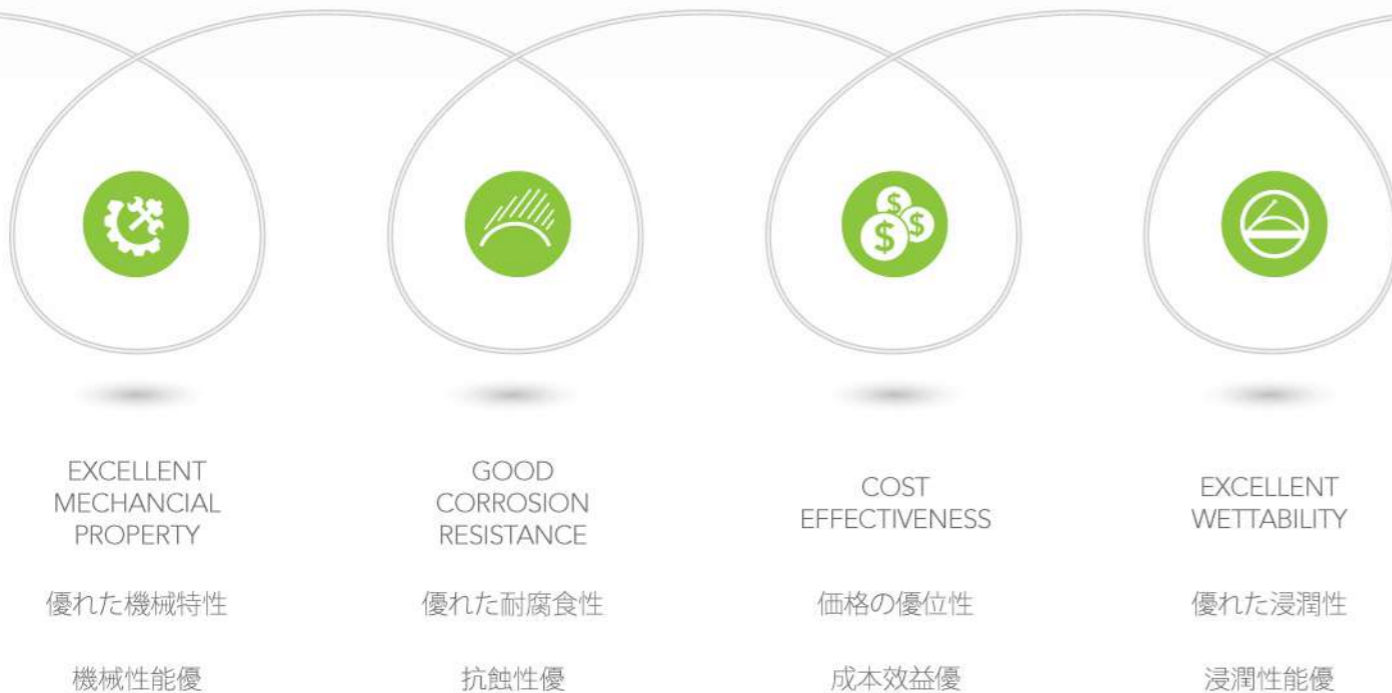 EXCELLENT
MECHANCIAL
PROPERTY
優れた機械特性
機械性能優
GOOD
CORROSION
RESISTANCE
優れた耐腐食性
抗蝕性優
COST
EFFECTIVENESS
価格の優位性
成本效益優
EXCELLENT
WETTABILITY
優れた浸潤性
浸潤性能優
$
$
$